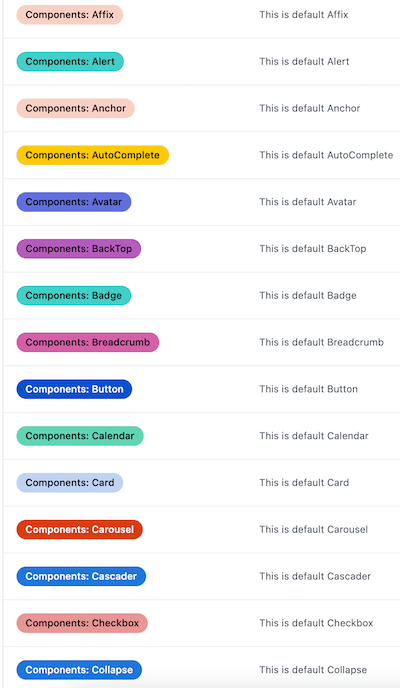 Components: Affix This is default Affix
Components: Alert This is default Alert
Components: Anchor This is default Anchor
Components: AutoComplete This is default AutoComplete
Components: Avatar This is default Avatar
Components: BackTop This is default BackTop
Components: Badge This is default Badge
Components: Breadcrumb This is default Breadcrumb
Components: Button This is default Button
Components: Calendar This is default Calendar
Components: Card This is default Card
Components: Carousel This is default Carousel
Components: Cascader This is default Cascader
Components: Checkbox This is default Checkbox
Components: Collapse This is default Collapse